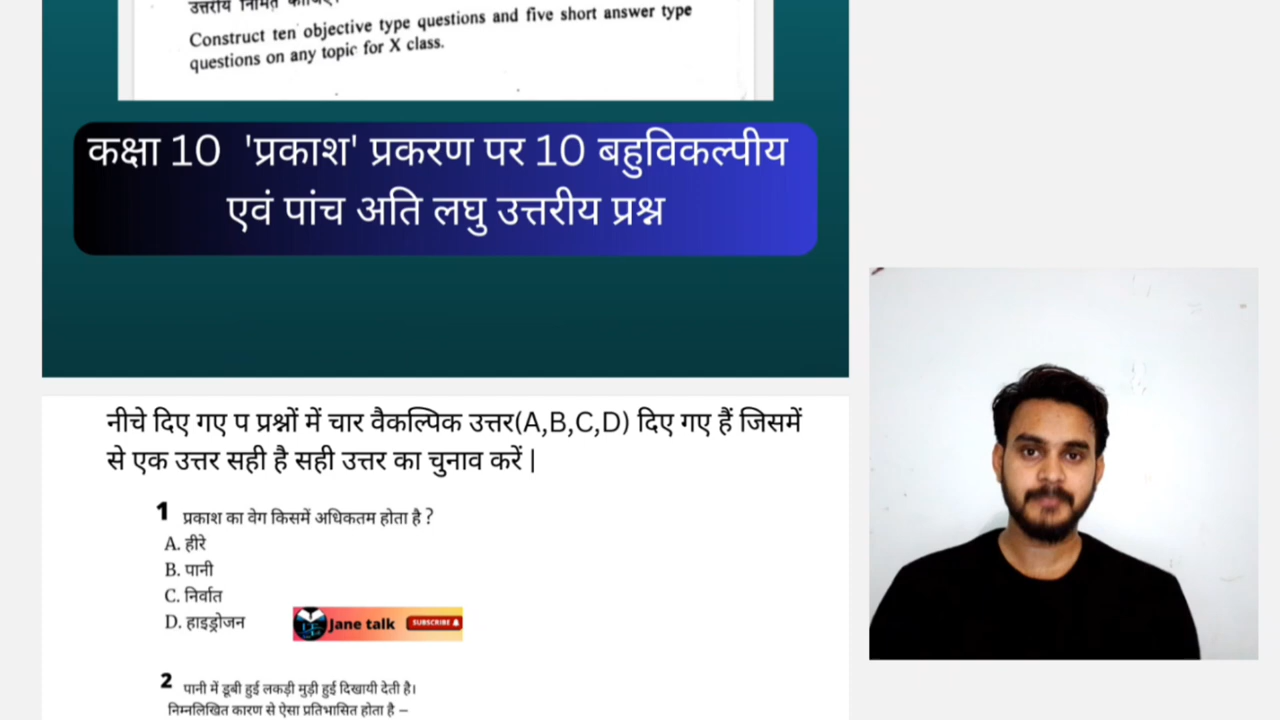 उत्तरीय निर्मित कीजिए।
Construct ten objective type questions and five short answer type
questions on any topic for X class.
कक्षा 10 'प्रकाश' प्रकरण पर 10 बहुविकल्पीय
एवं पांच अति लघु उत्तरीय प्रश्न
नीचे दिए गए प प्रश्नों में चार वैकल्पिक उत्तर(A,B,C,D) दिए गए हैं जिसमें
से एक उत्तर सही है सही उत्तर का चुनाव करें |
1 प्रकाश का वेग किसमें अधिकतम होता है ?
A. हीरे
B. पानी
C. निर्वात
D. हाइड्रोजन
Jane talk SUBSCRIBE
2 पानी में डूबी हुई लकड़ी मुड़ी हुई दिखायी देती है।
निम्नलिखित कारण से ऐसा प्रतिभासित होता है –